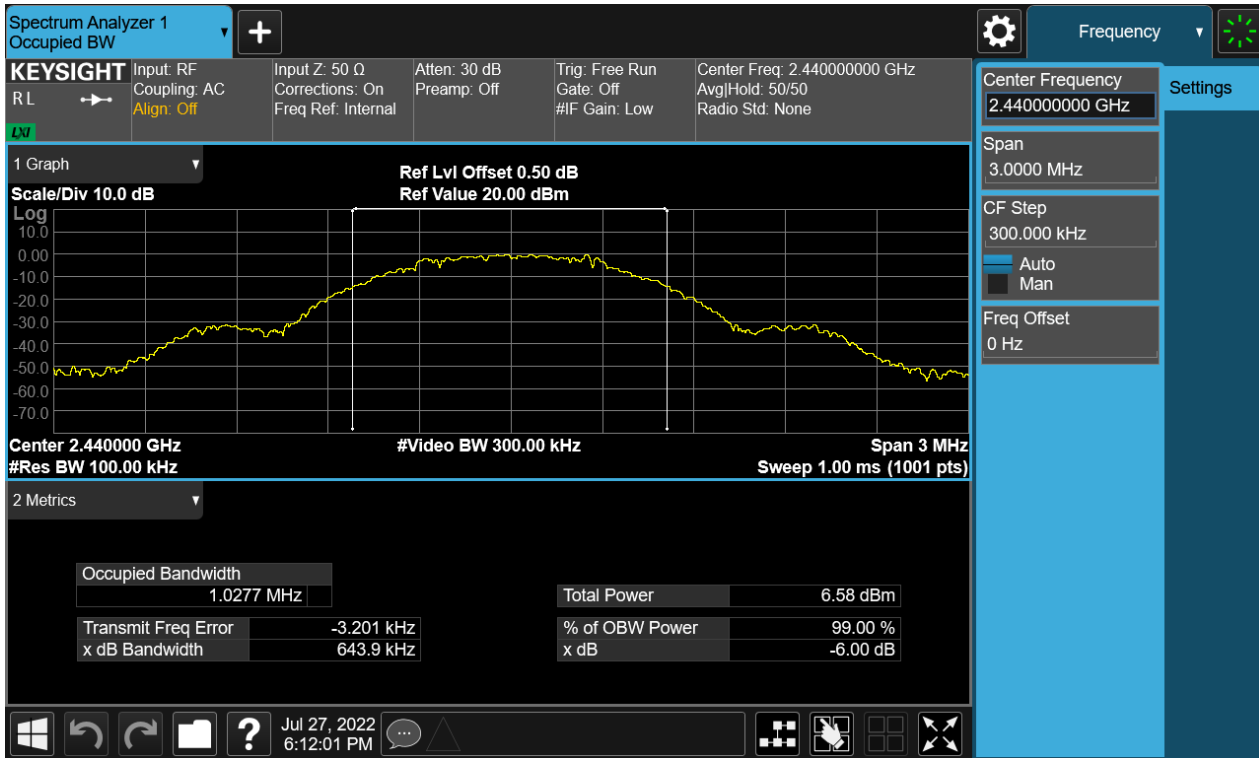 Spectrum Analyzer 1
Occupied BW
+
Frequency
KEYSIGHT
R L
LXI
Input: RF
Coupling: AC
Align: Off
Input Z: 50 Ω
Corrections: On
Freq Ref: Internal
Atten: 30 dB
Preamp: Off
Trig: Free Run
Gate: Off
#IF Gain: Low
Center Freq: 2.440000000 GHz
Avg|Hold: 50/50
Radio Std: None
Center Frequency
2.440000000 GHz
Settings
Span
3.0000 MHz
CF Step
300.000 kHz
Auto
Man
Freq Offset
0 Hz
1 Graph
Ref Lvl Offset 0.50 dB
Scale/Div 10.0 dB
Ref Value 20.00 dBm
Log
10.0
0.00
-10.00
-20.0
-30.0
-40.0
-50.0
-60.0
-70.0
Center 2.440000 GHz
#Video BW 300.00 kHz
Span 3 MHz
#Res BW 100.00 kHz
Sweep 1.00 ms (1001 pts)
2 Metrics
Occupied Bandwidth
1.0277 MHz
Total Power 6.58 dBm
Transmit Freq Error -3.201 kHz
% of OBW Power 99.00 %
x dB Bandwidth 643.9 kHz
x dB -6.00 dB
?
Jul 27, 2022
6:12:01 PM